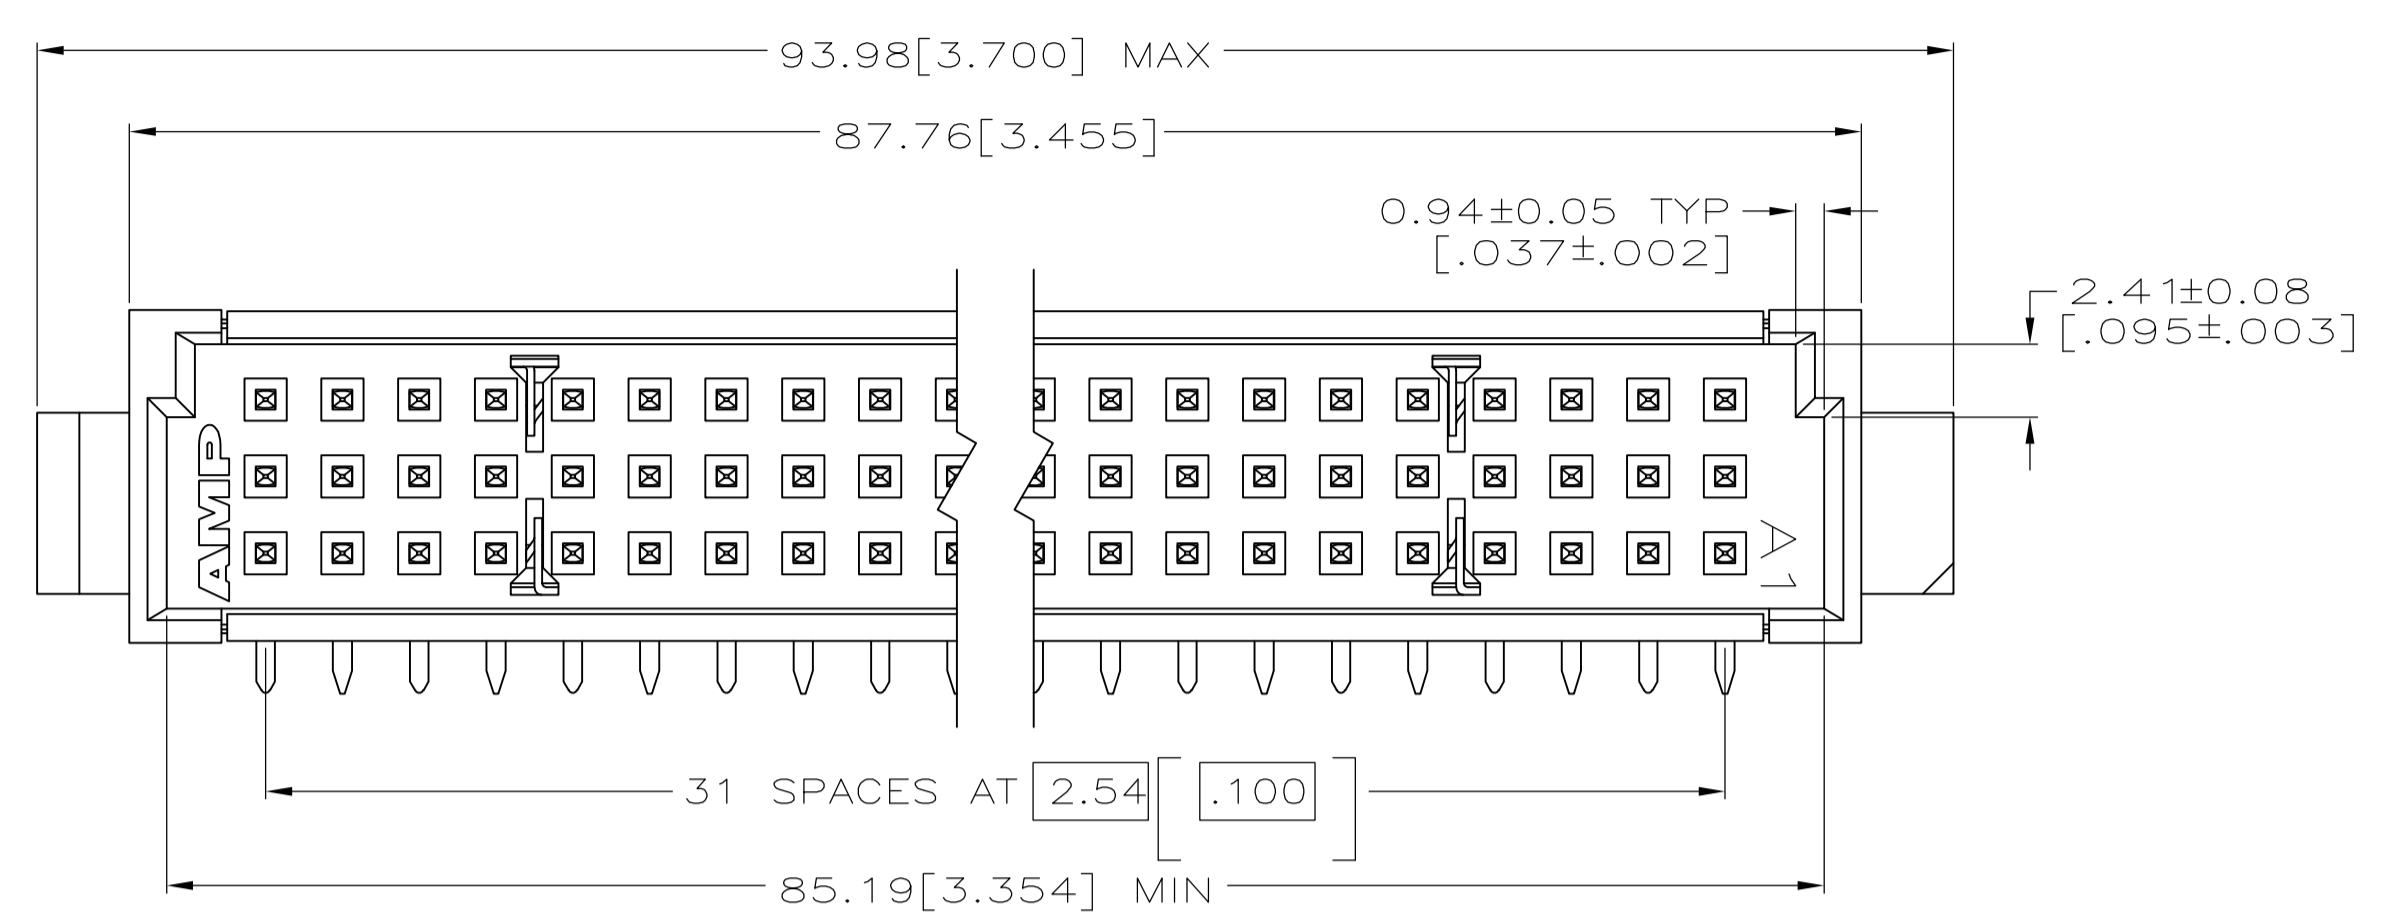 93.98[3.700] MAX
87.76[3.455]
0.94±0.05 TYP
[.037±.002]
2.41±0.08
[.095±.003]
AMP
A1
31 SPACES AT 2.54[.100]
85.19[3.354] MIN